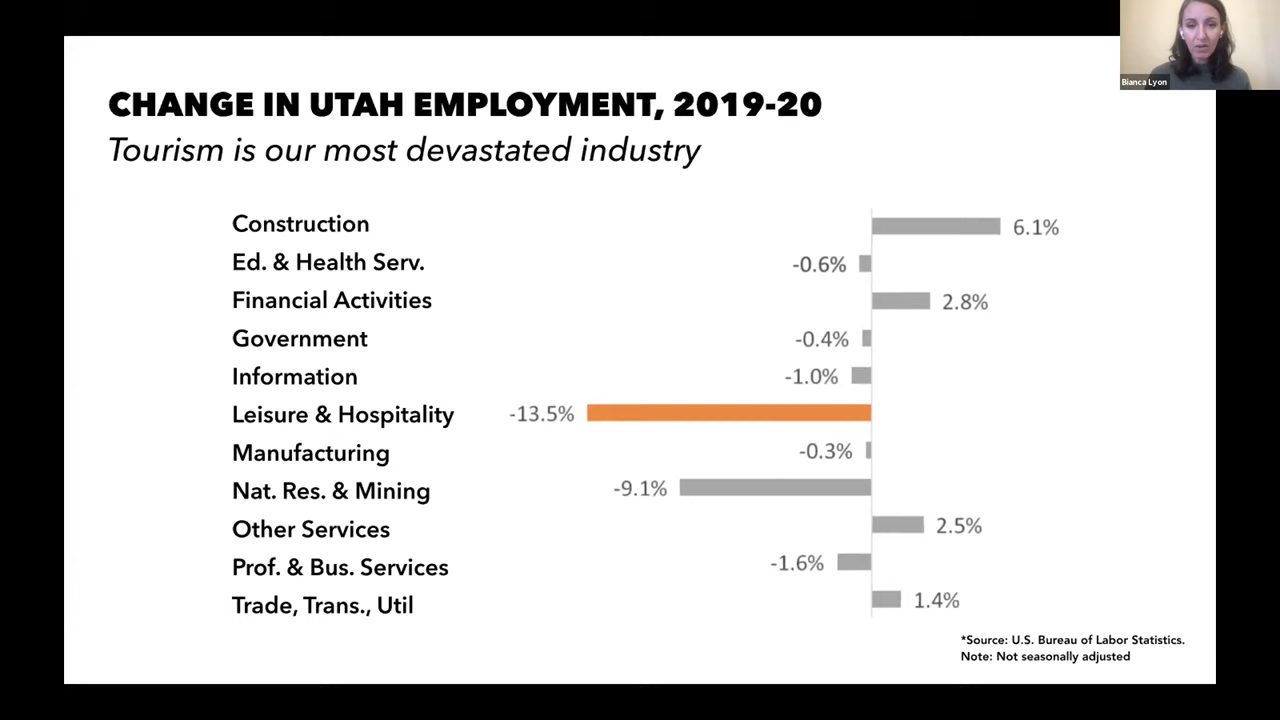 Bianca Lyon
CHANGE IN UTAH EMPLOYMENT, 2019-20
Tourism is our most devastated industry
Construction 6.1%
Ed. & Health Serv. -0.6%
Financial Activities 2.8%
Government -0.4%
Information -1.0%
Leisure & Hospitality -13.5%
Manufacturing -0.3%
Nat. Res. & Mining -9.1%
Other Services 2.5%
Prof. & Bus. Services -1.6%
Trade, Trans., Util 1.4%
*Source: U.S. Bureau of Labor Statistics.
Note: Not seasonally adjusted